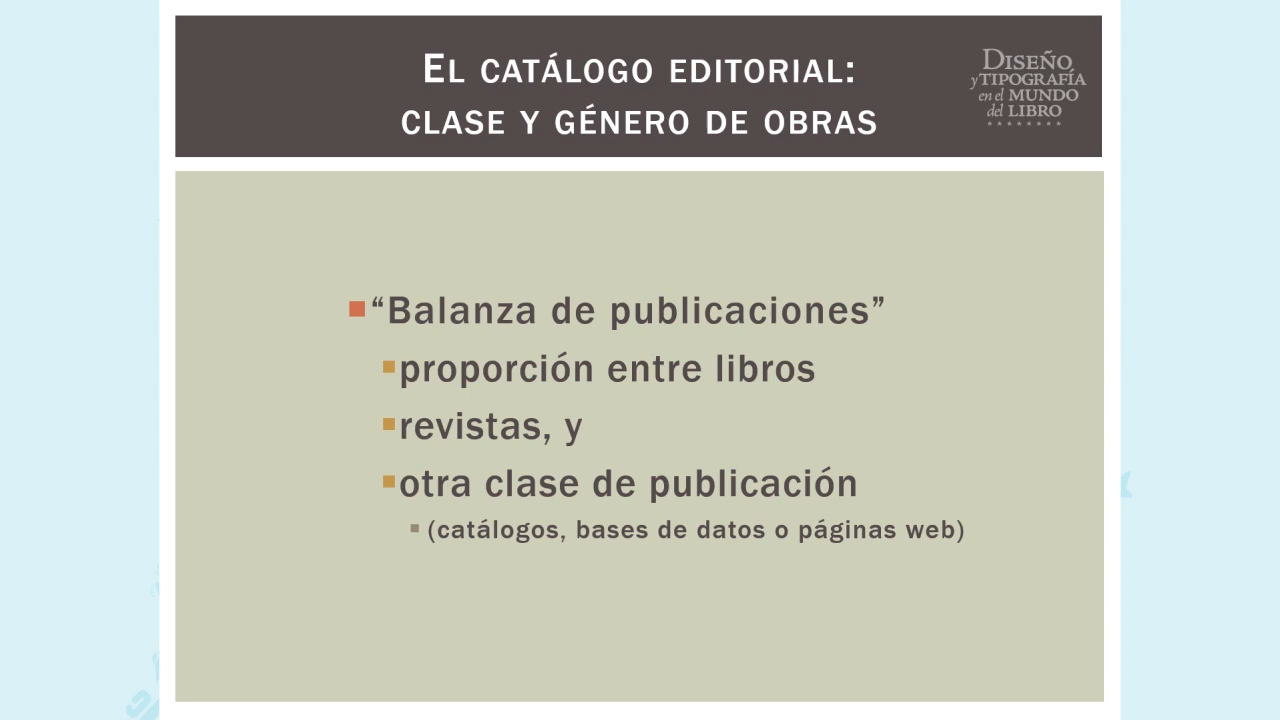 El catálogo editorial:
clase y género de obras
Diseño
y tipografía
en el mundo
del libro
“Balanza de publicaciones”
proporción entre libros
revistas, y
otra clase de publicación
(catálogos, bases de datos o páginas web)